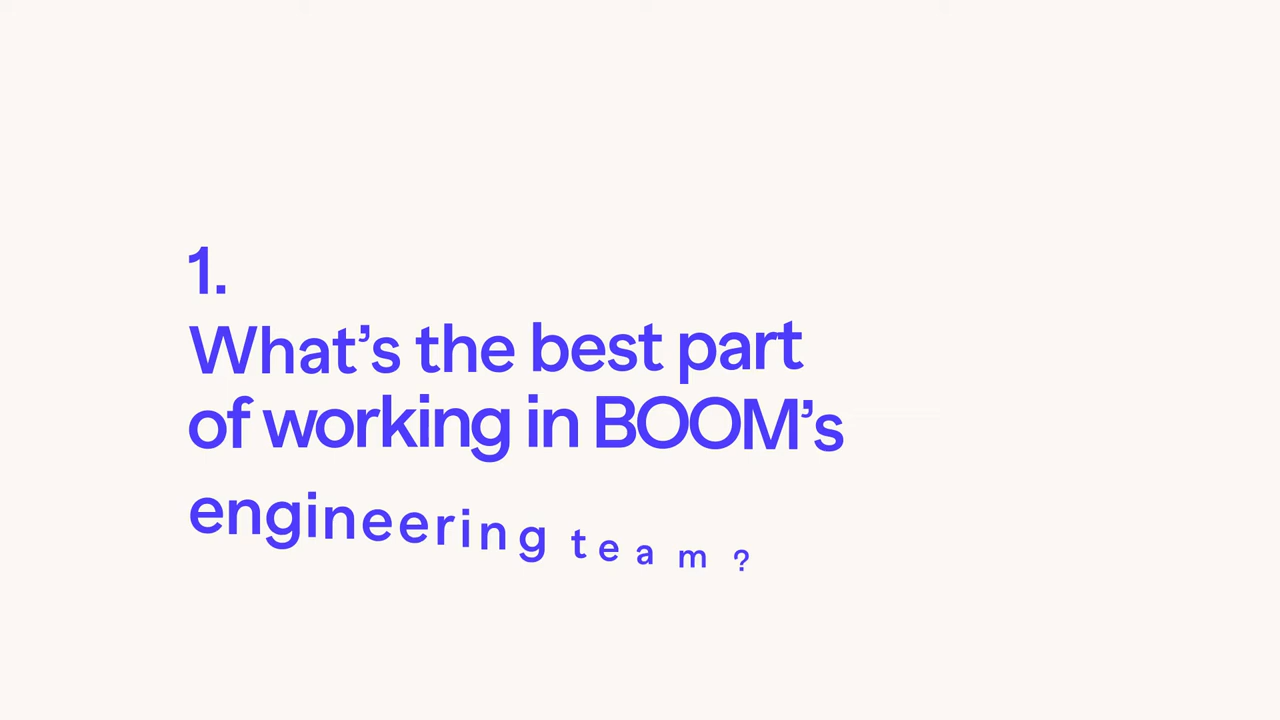 1.
What’s the best part
of working in BOOM’s
engineering team?